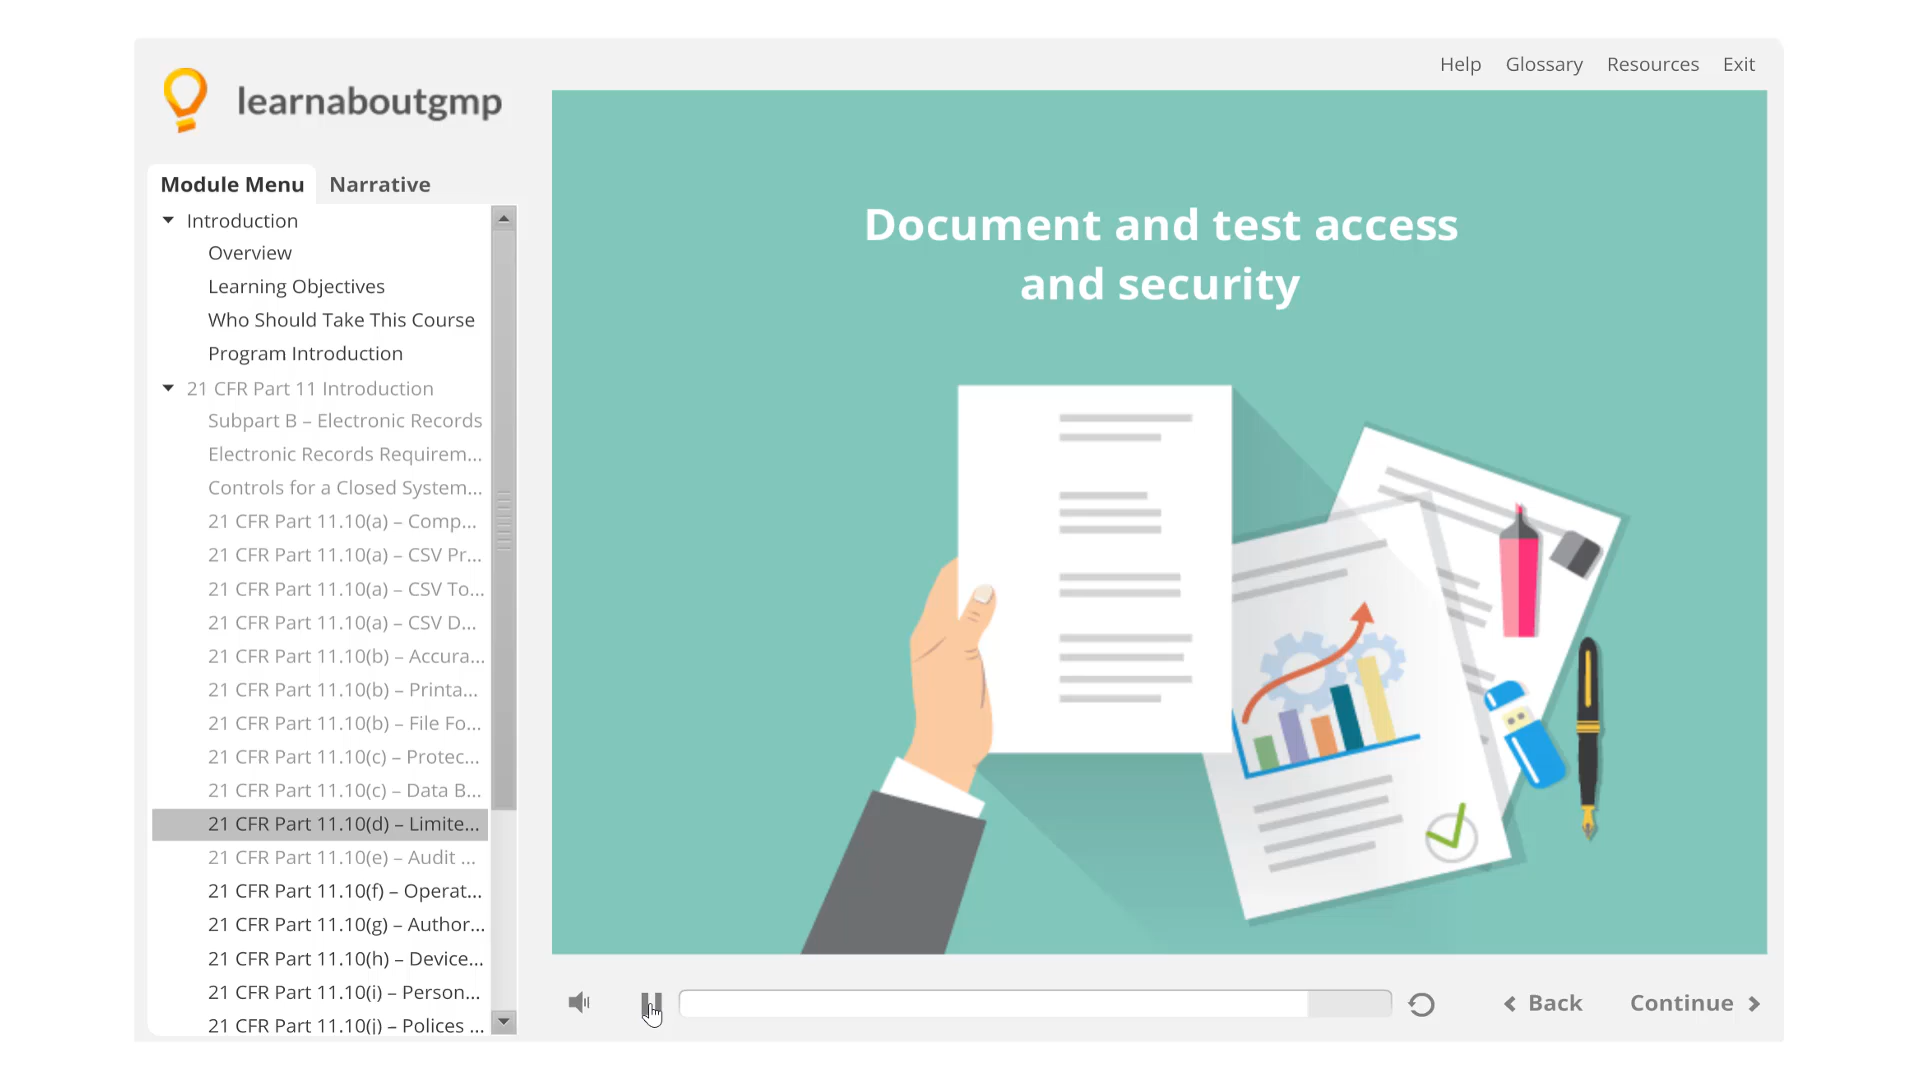 Help Glossary Resources Exit
learnaboutgmp
Module Menu Narrative
Introduction
Overview
Learning Objectives
Who Should Take This Course
Program Introduction
21 CFR Part 11 Introduction
Subpart B – Electronic Records
Electronic Records Requirem...
Controls for a Closed System...
21 CFR Part 11.10(a) – Comp...
21 CFR Part 11.10(a) – CSV Pr...
21 CFR Part 11.10(a) – CSV To...
21 CFR Part 11.10(a) – CSV D...
21 CFR Part 11.10(b) – Accura...
21 CFR Part 11.10(b) – Printa...
21 CFR Part 11.10(b) – File Fo...
21 CFR Part 11.10(c) – Protec...
21 CFR Part 11.10(c) – Data B...
21 CFR Part 11.10(d) – Limite...
21 CFR Part 11.10(e) – Audit ...
21 CFR Part 11.10(f) – Operat...
21 CFR Part 11.10(g) – Author...
21 CFR Part 11.10(h) – Device...
21 CFR Part 11.10(i) – Person...
21 CFR Part 11.10(j) – Polices ...
Document and test access
and security
Back Continue